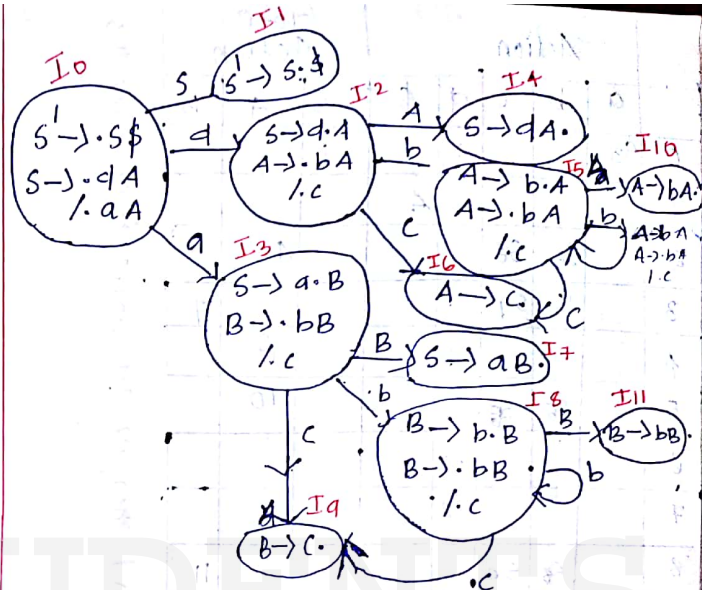 I0
S' → .S$
S → .dA
/.aA
S
I1
S' → S.$
d
I2
S → d.A
A → .bA
/.c
A
I4
S → dA.
b
I5
A → b.A
A → .bA
/.c
I10
A → bA.
b
A → b.A
A → .bA
/.c
c
I6
A → c.
c
a
I3
S → a.B
B → .bB
/.c
B
I7
S → aB.
b
I8
B → b.B
B → .bB
/.c
B
I11
B → bB.
b
c
I9
B → c.
.c
UDENTS